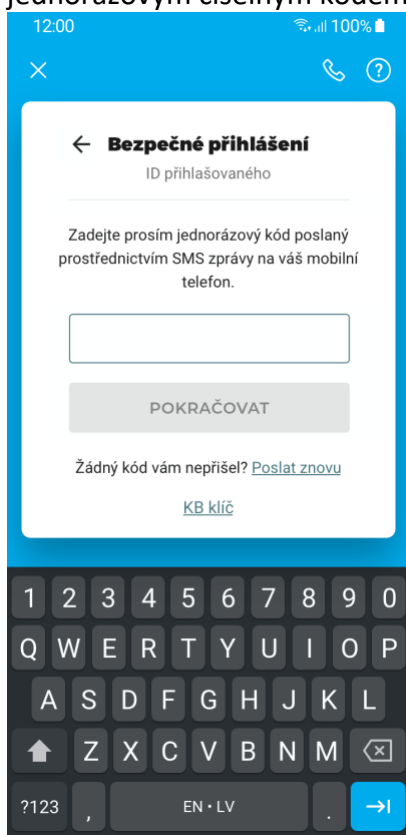 jednorázovým číselným kódem
12:00 100%
Bezpečné přihlášení
ID přihlašovaného
Zadejte prosím jednorázový kód poslaný
prostřednictvím SMS zprávy na váš mobilní
telefon.
POKRAČOVAT
Žádný kód vám nepřišel? Poslat znovu
KB klíč
1 2 3 4 5 6 7 8 9 0
Q W E R T Y U I O P
A S D F G H J K L
Z X C V B N M
?123 , EN • LV .